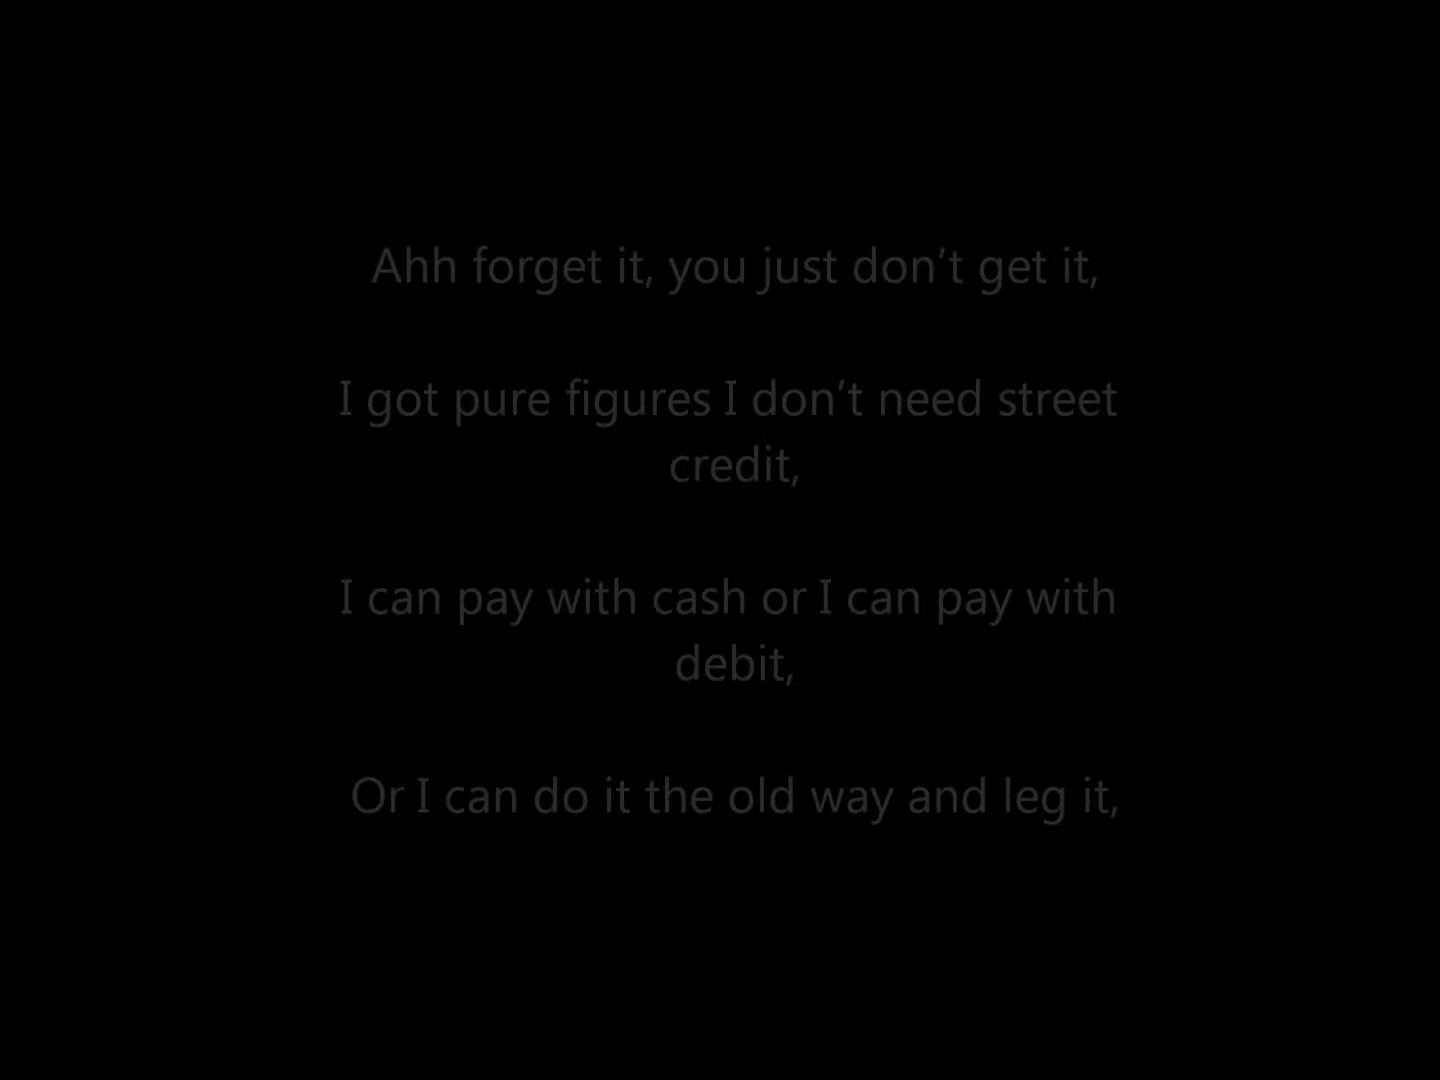 Ahh forget it, you just don’t get it,
I got pure figures I don’t need street
credit,
I can pay with cash or I can pay with
debit,
Or I can do it the old way and leg it,